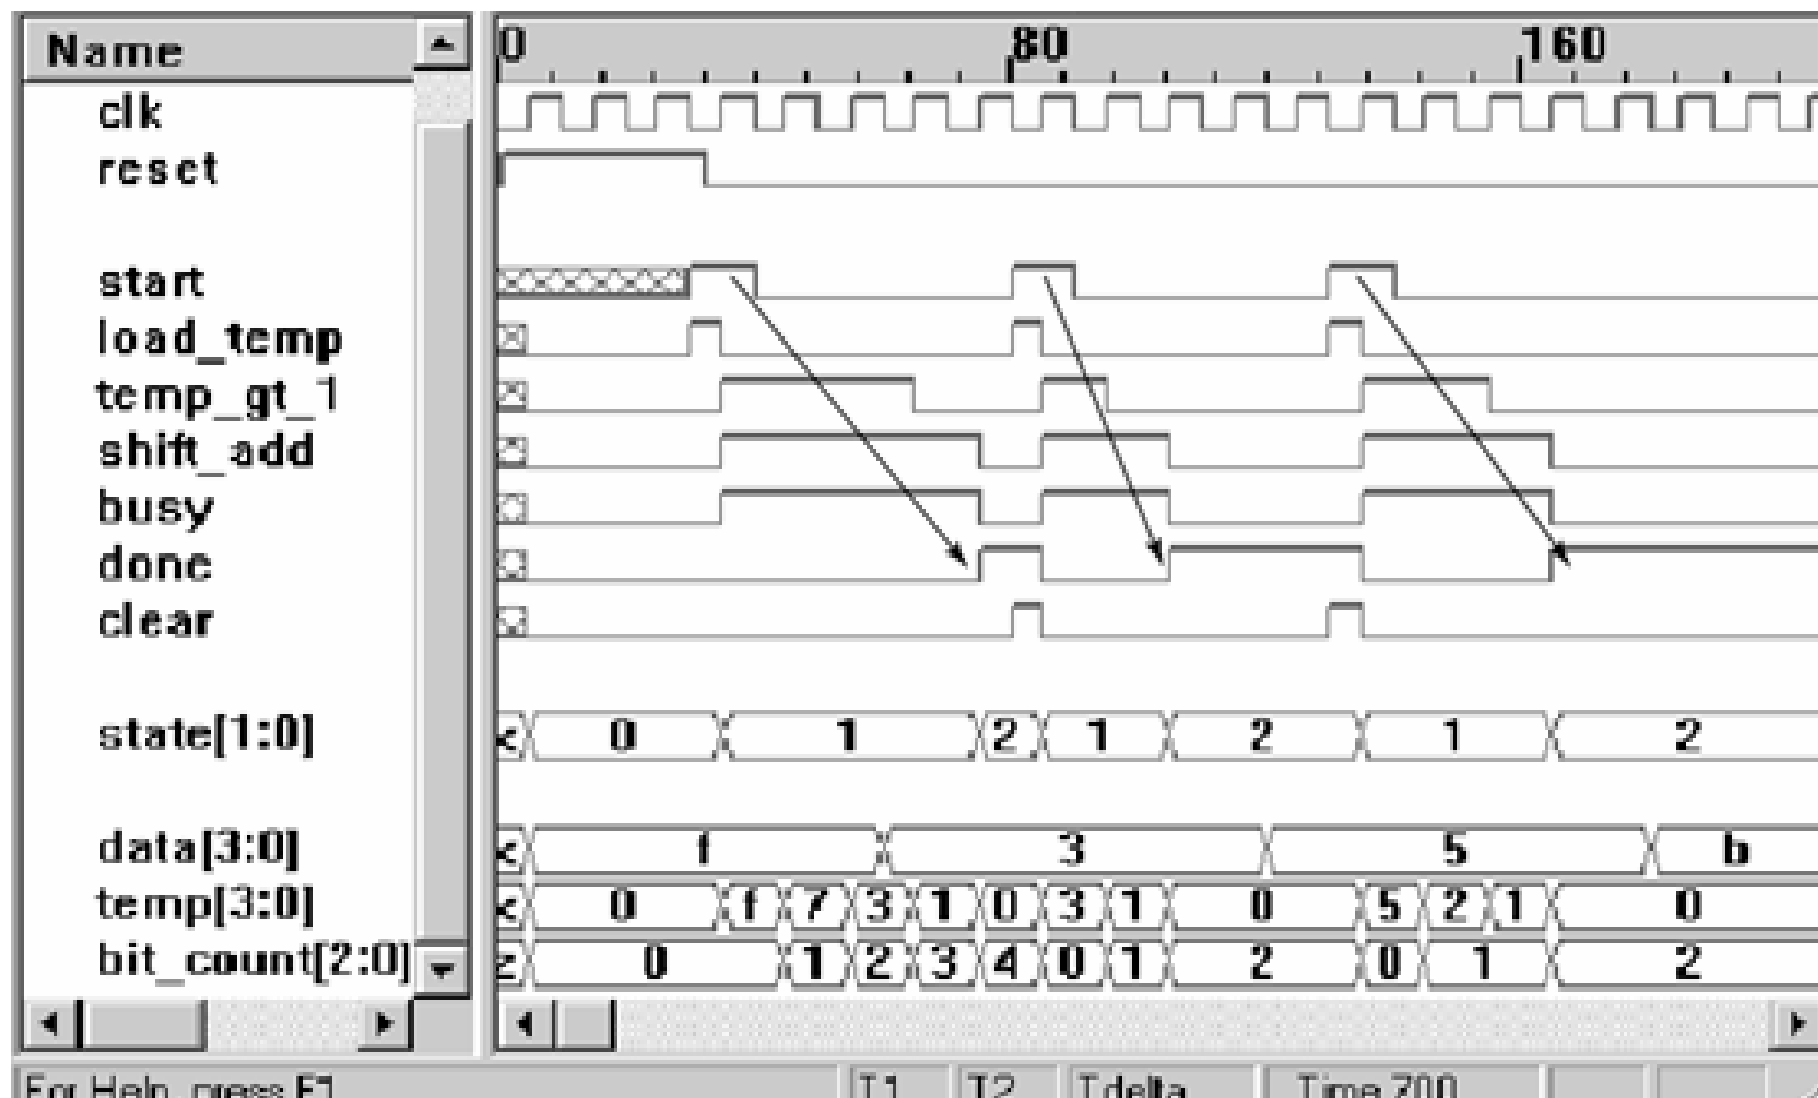 Name 0 80 160
clk
reset
start
load_temp
temp_gt_1
shift_add
busy
done
clear
state[1:0] 0 1 2 1 2 1 2
data[3:0] f 3 5 b
temp[3:0] 0 f 7 3 1 0 3 1 0 5 2 1 0
bit_count[2:0] 0 1 2 3 4 0 1 2 0 1 2
For Help, press F1 T1 T2 Tdelta Time 700